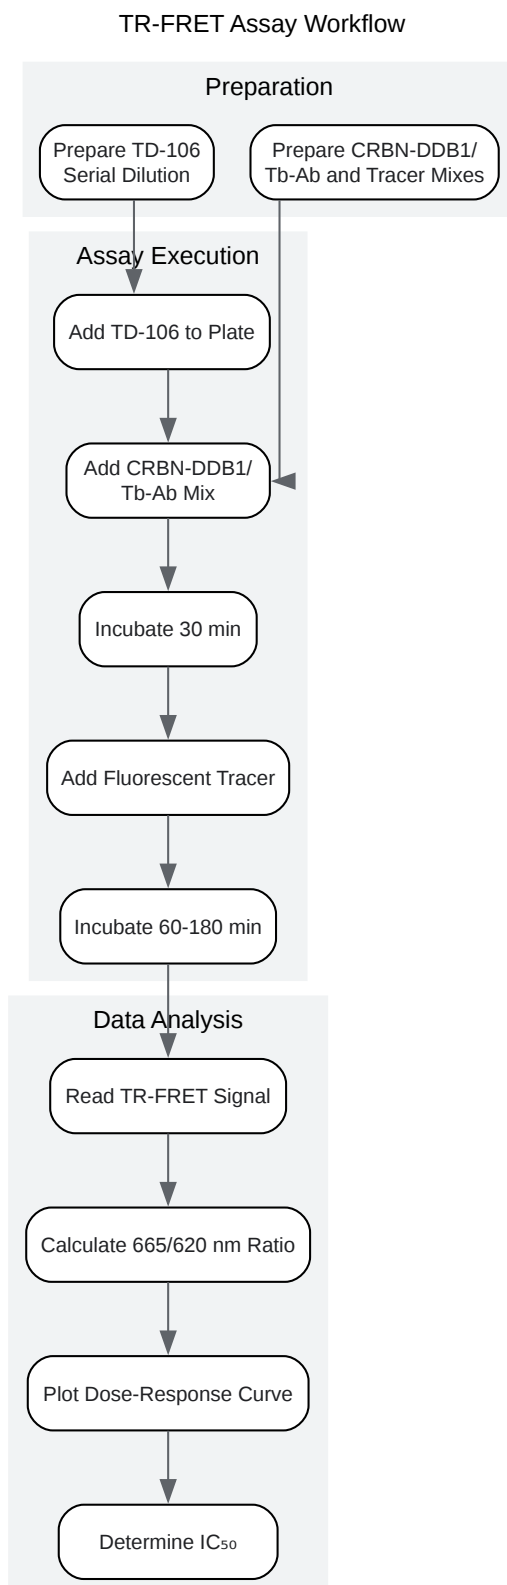 TR-FRET Assay Workflow
Preparation
Prepare TD-106
Serial Dilution
Prepare CRBN-DDB1/
Tb-Ab and Tracer Mixes
Assay Execution
Add TD-106 to Plate
Add CRBN-DDB1/
Tb-Ab Mix
Incubate 30 min
Add Fluorescent Tracer
Incubate 60-180 min
Data Analysis
Read TR-FRET Signal
Calculate 665/620 nm Ratio
Plot Dose-Response Curve
Determine IC₅₀